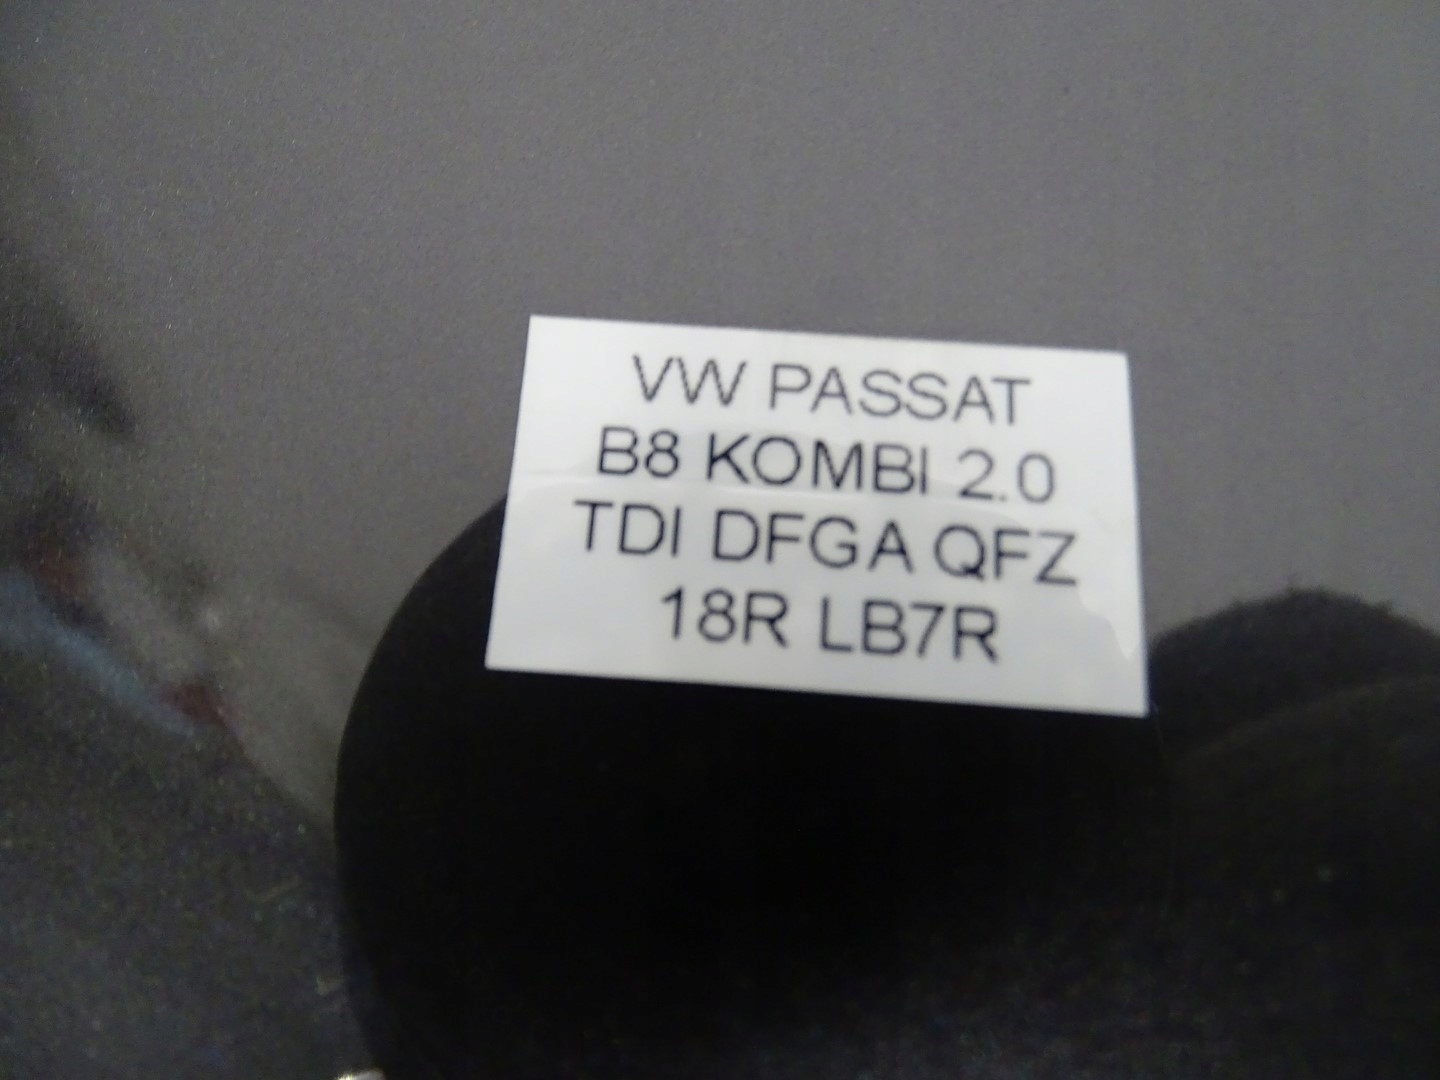 VW PASSAT
B8 KOMBI 2.0
TDI DFGA QFZ
18R LB7R